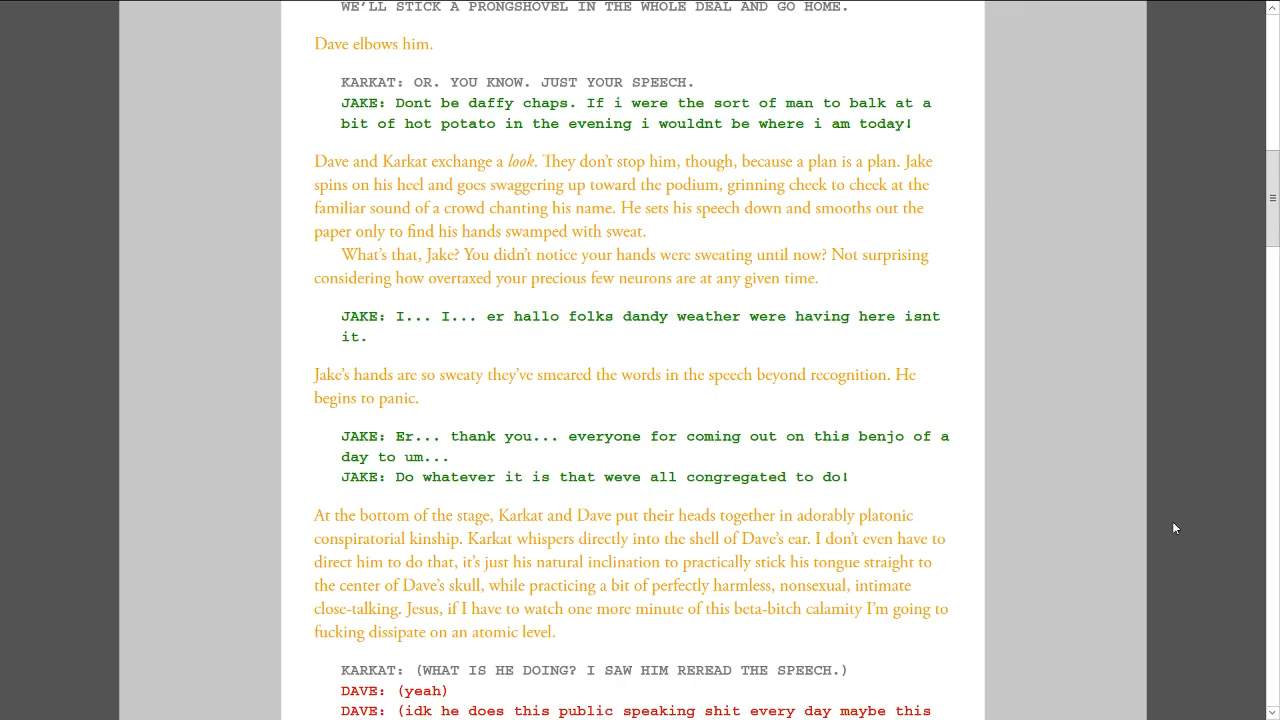 WE’LL STICK A PRONGSHOVEL IN THE WHOLE DEAL AND GO HOME.
Dave elbows him.
KARKAT: OR. YOU KNOW. JUST YOUR SPEECH.
JAKE: Dont be daffy chaps. If i were the sort of man to balk at a
bit of hot potato in the evening i wouldnt be where i am today!
Dave and Karkat exchange a look. They don’t stop him, though, because a plan is a plan. Jake
spins on his heel and goes swaggering up toward the podium, grinning cheek to cheek at the
familiar sound of a crowd chanting his name. He sets his speech down and smooths out the
paper only to find his hands swamped with sweat.
What’s that, Jake? You didn’t notice your hands were sweating until now? Not surprising
considering how overtaxed your precious few neurons are at any given time.
JAKE: I... I... er hallo folks dandy weather were having here isnt
it.
Jake’s hands are so sweaty they’ve smeared the words in the speech beyond recognition. He
begins to panic.
JAKE: Er... thank you... everyone for coming out on this benjo of a
day to um...
JAKE: Do whatever it is that weve all congregated to do!
At the bottom of the stage, Karkat and Dave put their heads together in adorably platonic
conspiratorial kinship. Karkat whispers directly into the shell of Dave’s ear. I don’t even have to
direct him to do that, it’s just his natural inclination to practically stick his tongue straight to
the center of Dave’s skull, while practicing a bit of perfectly harmless, nonsexual, intimate
close-talking. Jesus, if I have to watch one more minute of this beta-bitch calamity I’m going to
fucking dissipate on an atomic level.
KARKAT: (WHAT IS HE DOING? I SAW HIM REREAD THE SPEECH.)
DAVE: (yeah)
DAVE: (idk he does this public speaking shit every day maybe this